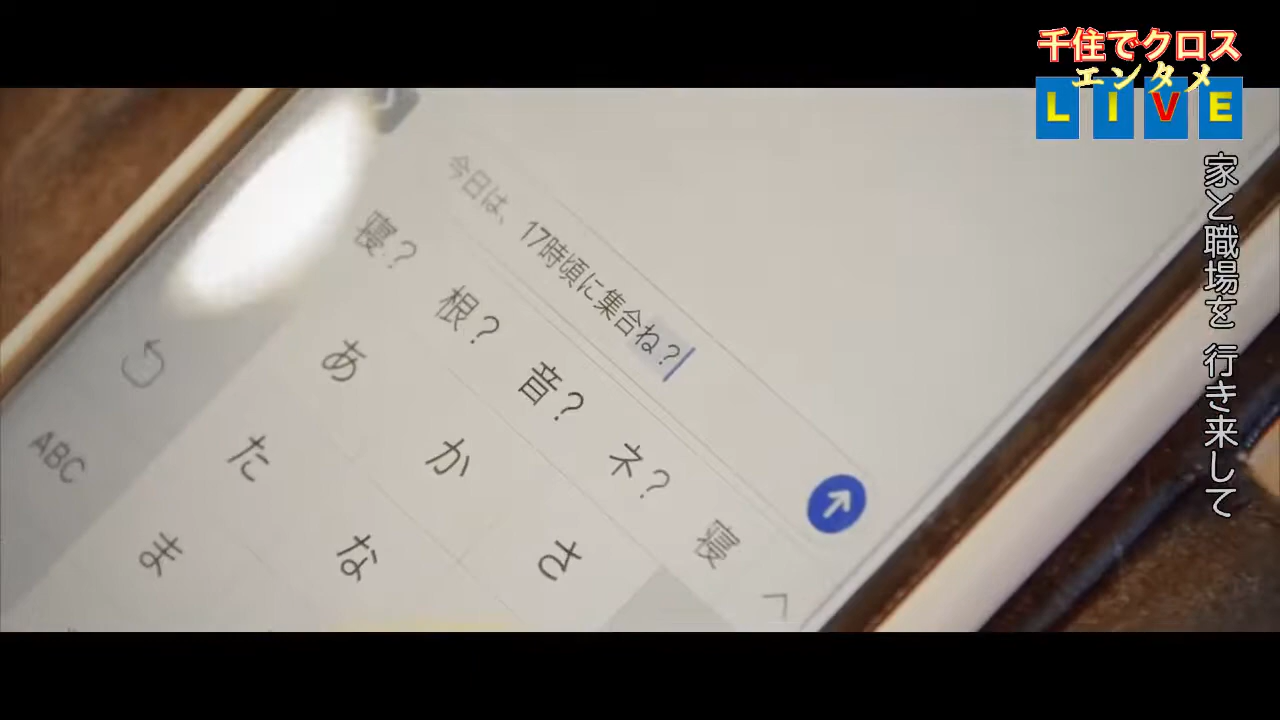 千住でクロス
エンタメ
LIVE
家と職場を 行き来して
今日は、17時頃に集合ね?
寝?
根?
音?
ネ?
寝
あ
か
さ
た
な
ま
ABC